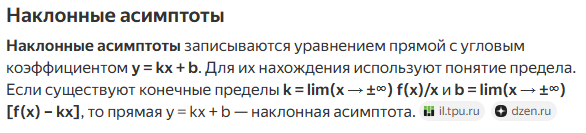 Наклонные асимптоты
Наклонные асимптоты записываются уравнением прямой с угловым
коэффициентом y = kx + b. Для их нахождения используют понятие предела.
Если существуют конечные пределы k = lim(x → ±∞) f(x)/x и b = lim(x → ±∞)
[f(x) − kx], то прямая y = kx + b — наклонная асимптота. il.tpu.ru dzen.ru